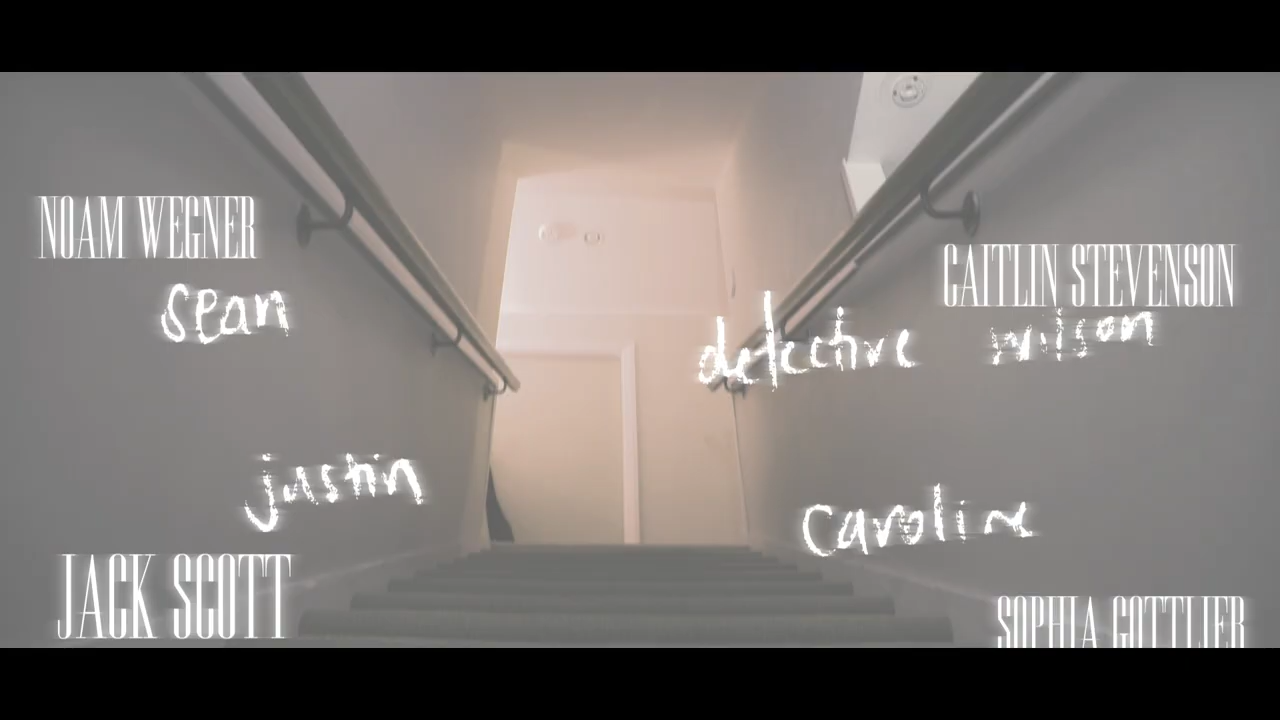 NOAM WEGNER
sean
CAITLIN STEVENSON
detective wilson
justin
JACK SCOTT
caroline
SOPHIA GOTTLIEB